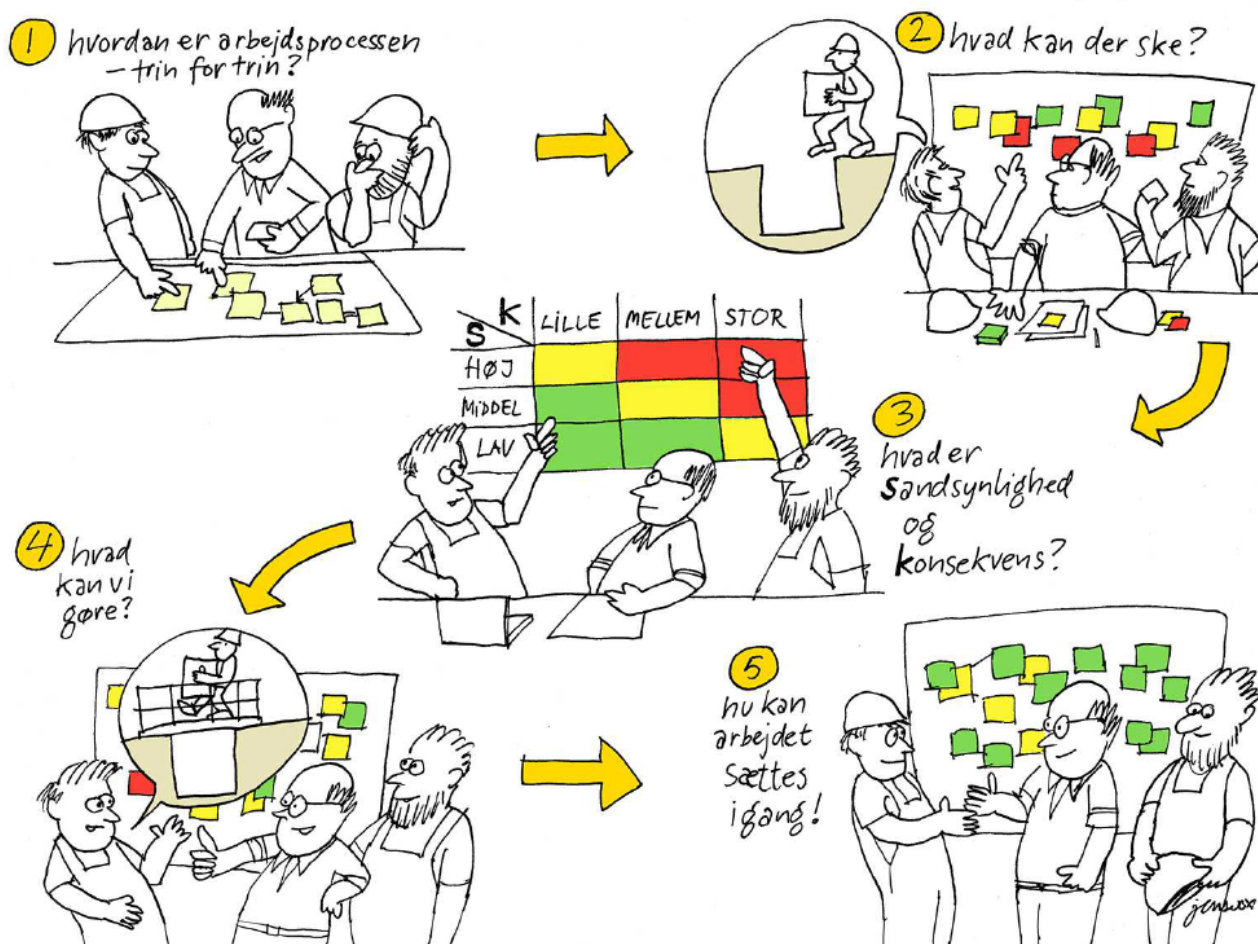 1 hvordan er arbejdsprocessen
– trin for trin?
2 hvad kan der ske?
S K LILLE MELLEM STOR
HØJ
MIDDEL
LAV
3
hvad er
Sandsynlighed
og
konsekvens?
4 hvad
kan vi
gøre?
5
nu kan
arbejdet
sættes
igang!